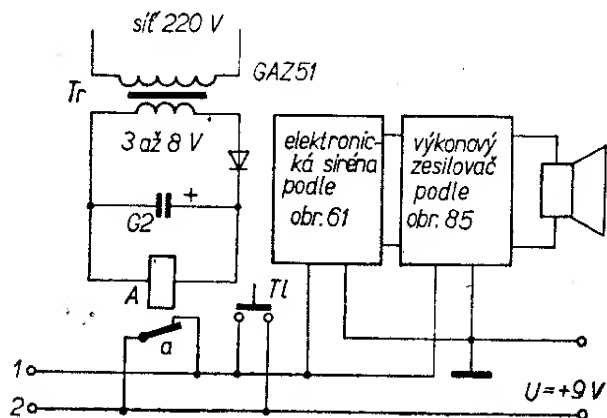 síť 220 V
GAZ51
Tr
3 až 8 V
G2
+
A
a
Tl
elektronic-
ká siréna
podle
obr. 61
výkonový
zesilovač
podle
obr. 85
1
2
U=+9 V